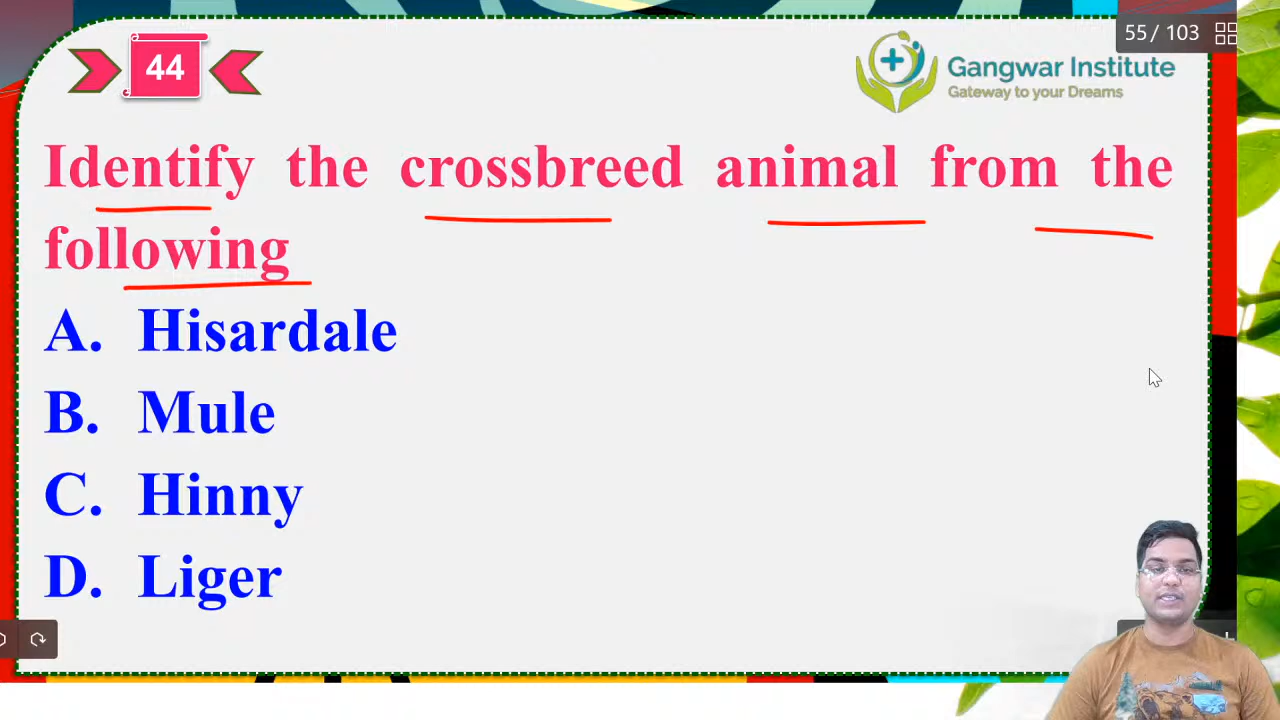 55 / 103
44
Gangwar Institute
Gateway to your Dreams
Identify the crossbreed animal from the
following
A. Hisardale
B. Mule
C. Hinny
D. Liger